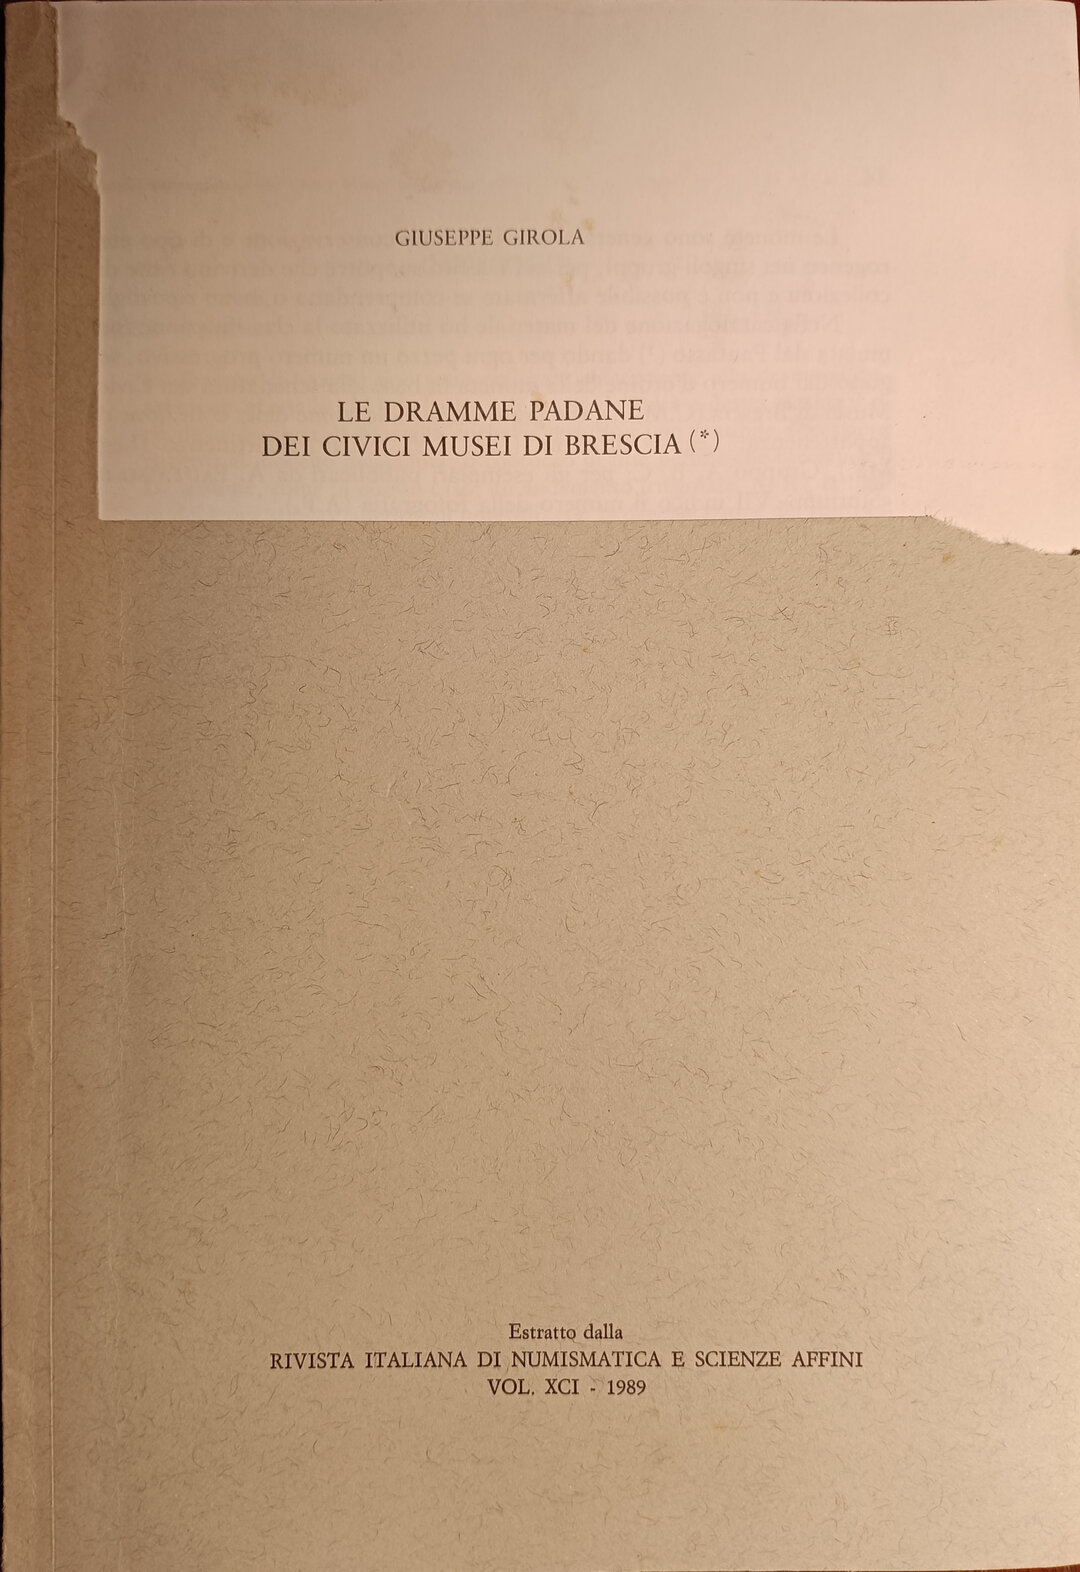 GIUSEPPE GIROLA
LE DRAMME PADANE
DEI CIVICI MUSEI DI BRESCIA (*)
Estratto dalla
RIVISTA ITALIANA DI NUMISMATICA E SCIENZE AFFINI
VOL. XCI - 1989